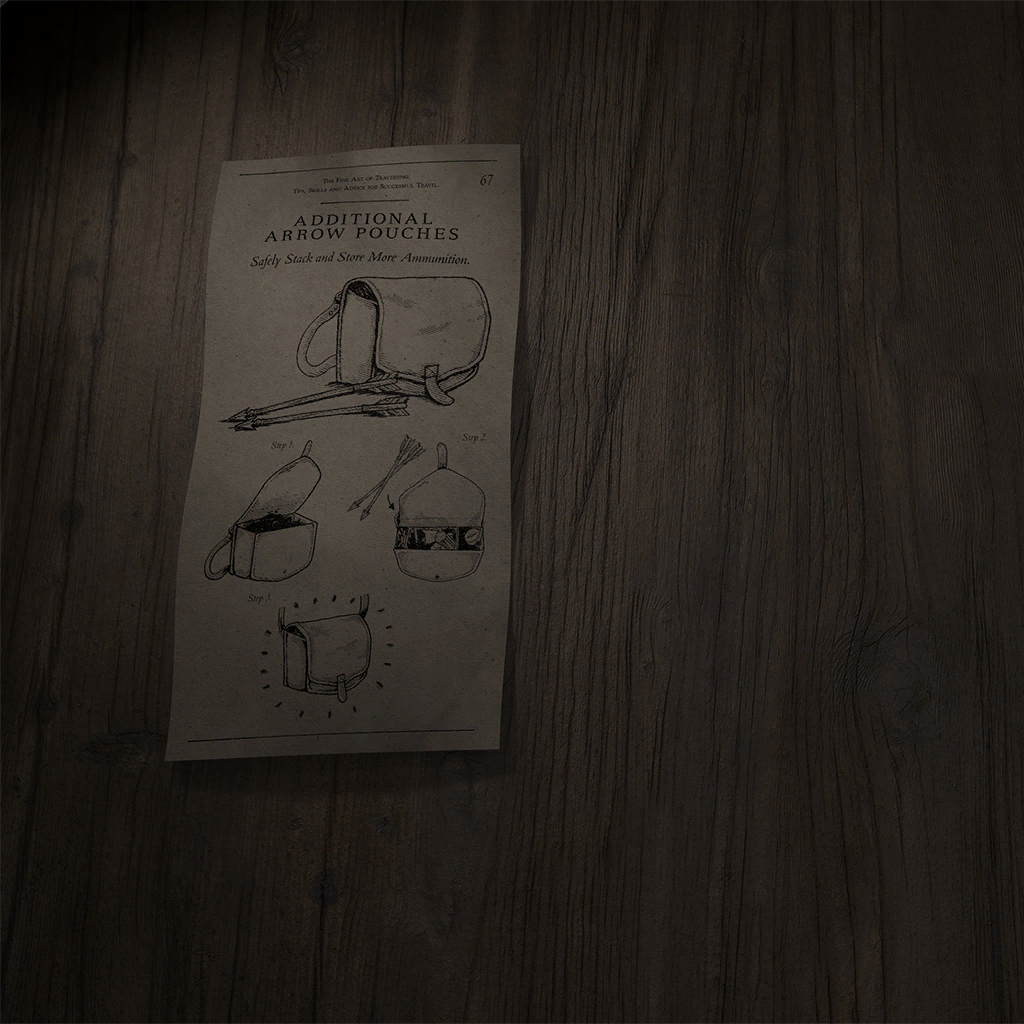 The Fine Art of Traversing.
67
Tips, Skills and Advice for Successful Travel.
ADDITIONAL
ARROW POUCHES
Safely Stack and Store More Ammunition.
Step 1.
Step 2.
Step 3.